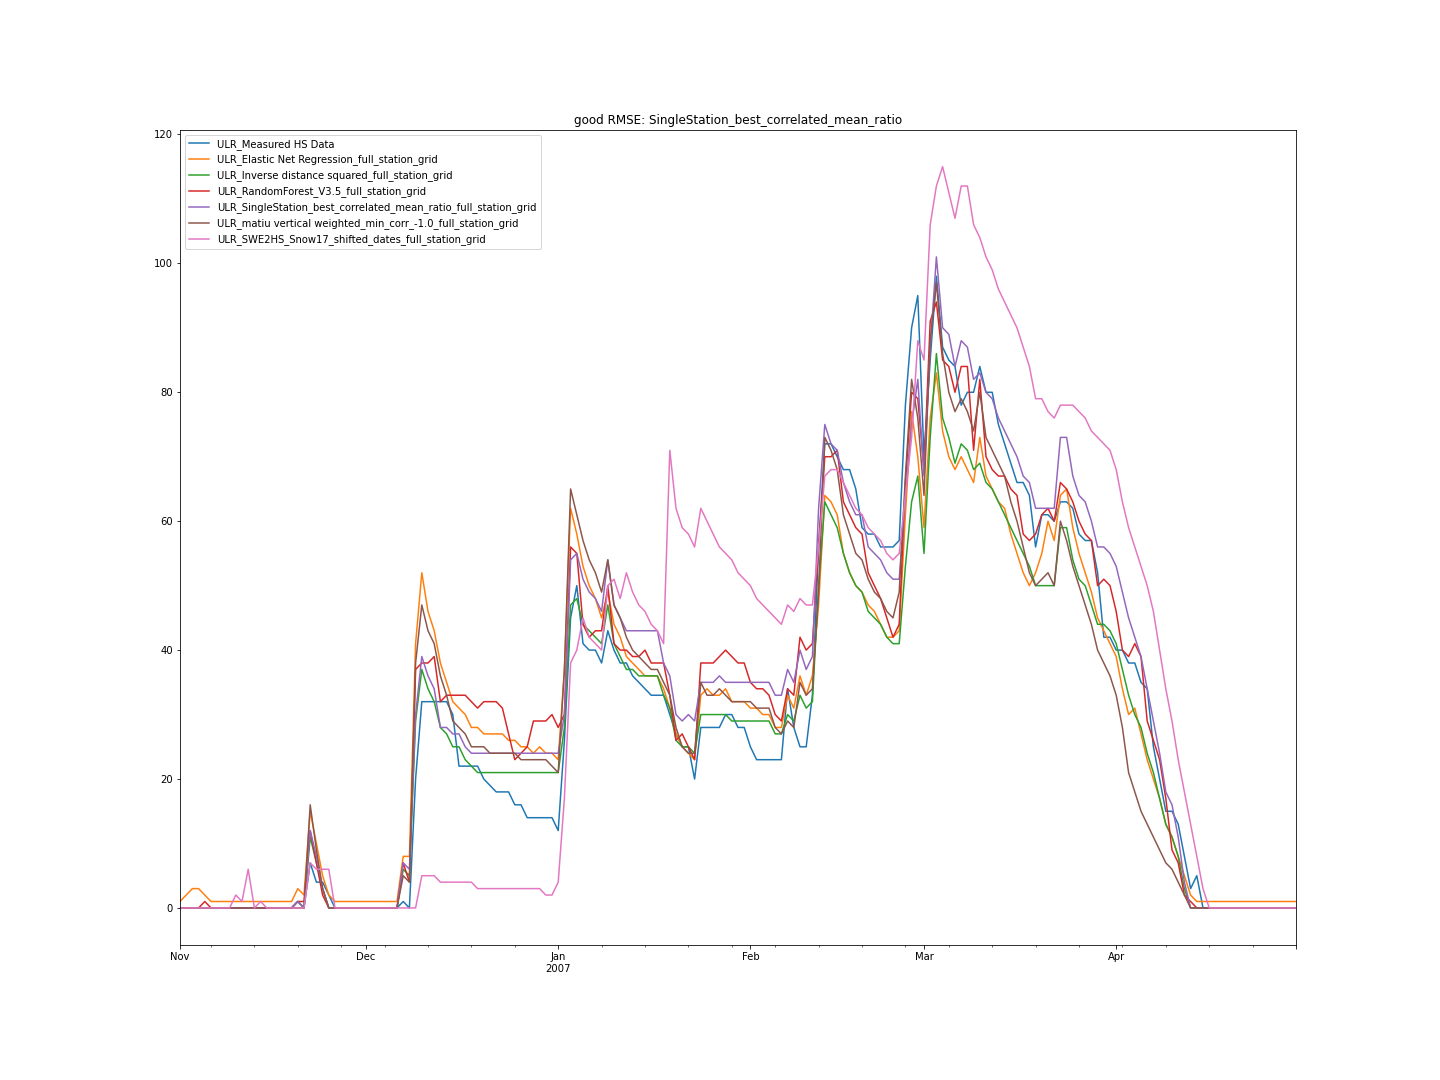 good RMSE: SingleStation_best_correlated_mean_ratio
120
100
80
60
40
20
0
ULR_Measured HS Data
ULR_Elastic Net Regression_full_station_grid
ULR_Inverse distance squared_full_station_grid
ULR_RandomForest_V3.5_full_station_grid
ULR_SingleStation_best_correlated_mean_ratio_full_station_grid
ULR_matiu vertical weighted_min_corr_-1.0_full_station_grid
ULR_SWE2HS_Snow17_shifted_dates_full_station_grid
Nov Dec Jan Feb Mar Apr
2007